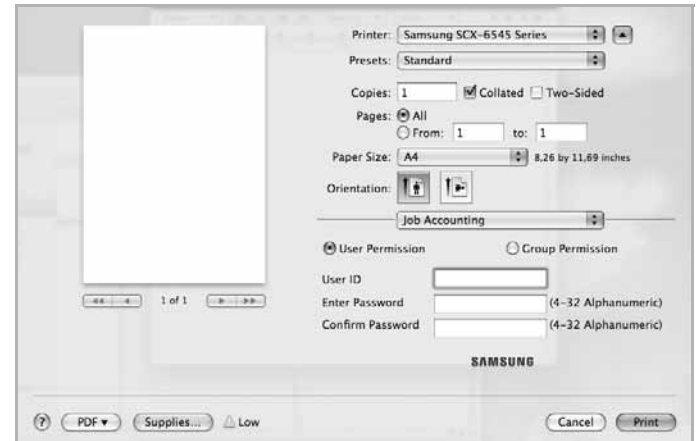 Printer: Samsung SCX-6545 Series
Presets: Standard
Copies: 1 Collated Two-Sided
Pages: All
From: 1 to: 1
Paper Size: A4 8,26 by 11,69 inches
Orientation:
Job Accounting
User Permission Group Permission
User ID
1 of 1
Enter Password (4-32 Alphanumeric)
Confirm Password (4-32 Alphanumeric)
SAMSUNG
? PDF Supplies... Low Cancel Print